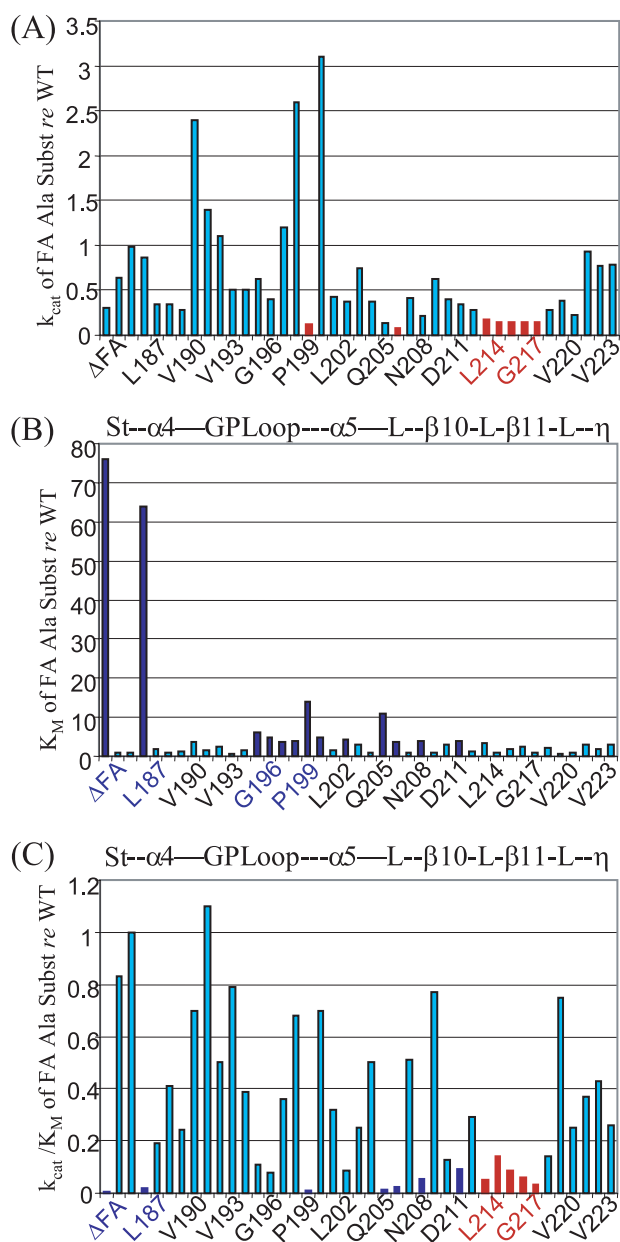 (A)
k_cat of FA Ala Subst re WT
3.5
3
2.5
2
1.5
1
0.5
0
ΔFA L187 V190 V193 G196 P199 L202 Q205 N208 D211 L214 G217 V220 V223
(B)
St--α4—GPLoop---α5—L--β10-L-β11-L--η
K_M of FA Ala Subst re WT
80
70
60
50
40
30
20
10
0
ΔFA L187 V190 V193 G196 P199 L202 Q205 N208 D211 L214 G217 V220 V223
(C)
St--α4—GPLoop---α5—L--β10-L-β11-L--η
k_cat /K_M of FA Ala Subst re WT
1.2
1
0.8
0.6
0.4
0.2
0
ΔFA L187 V190 V193 G196 P199 L202 Q205 N208 D211 L214 G217 V220 V223